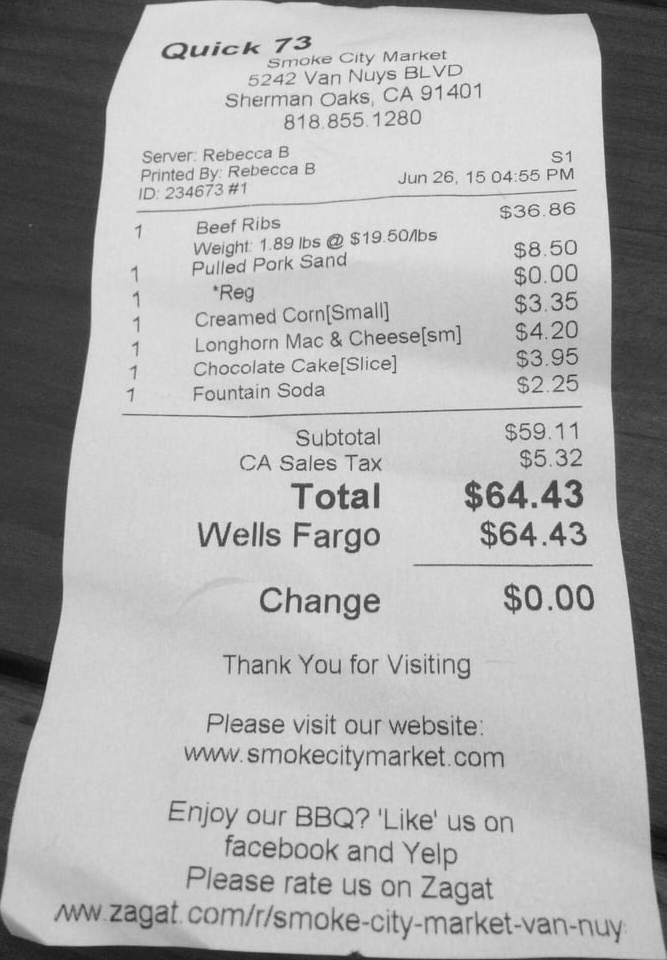 Quick 73
Smoke City Market
5242 Van Nuys BLVD
Sherman Oaks, CA 91401
818.855.1280
Server: Rebecca B S1
Printed By: Rebecca B Jun 26, 15 04:55 PM
ID: 234673 #1
1 Beef Ribs $36.86
Weight: 1.89 lbs @ $19.50/lbs
1 Pulled Pork Sand $8.50
1 *Reg $0.00
1 Creamed Corn[Small] $3.35
1 Longhorn Mac & Cheese[sm] $4.20
1 Chocolate Cake[Slice] $3.95
1 Fountain Soda $2.25
Subtotal $59.11
CA Sales Tax $5.32
Total $64.43
Wells Fargo $64.43
Change $0.00
Thank You for Visiting
Please visit our website:
www.smokecitymarket.com
Enjoy our BBQ? 'Like' us on
facebook and Yelp
Please rate us on Zagat
www.zagat.com/r/smoke-city-market-van-nuy